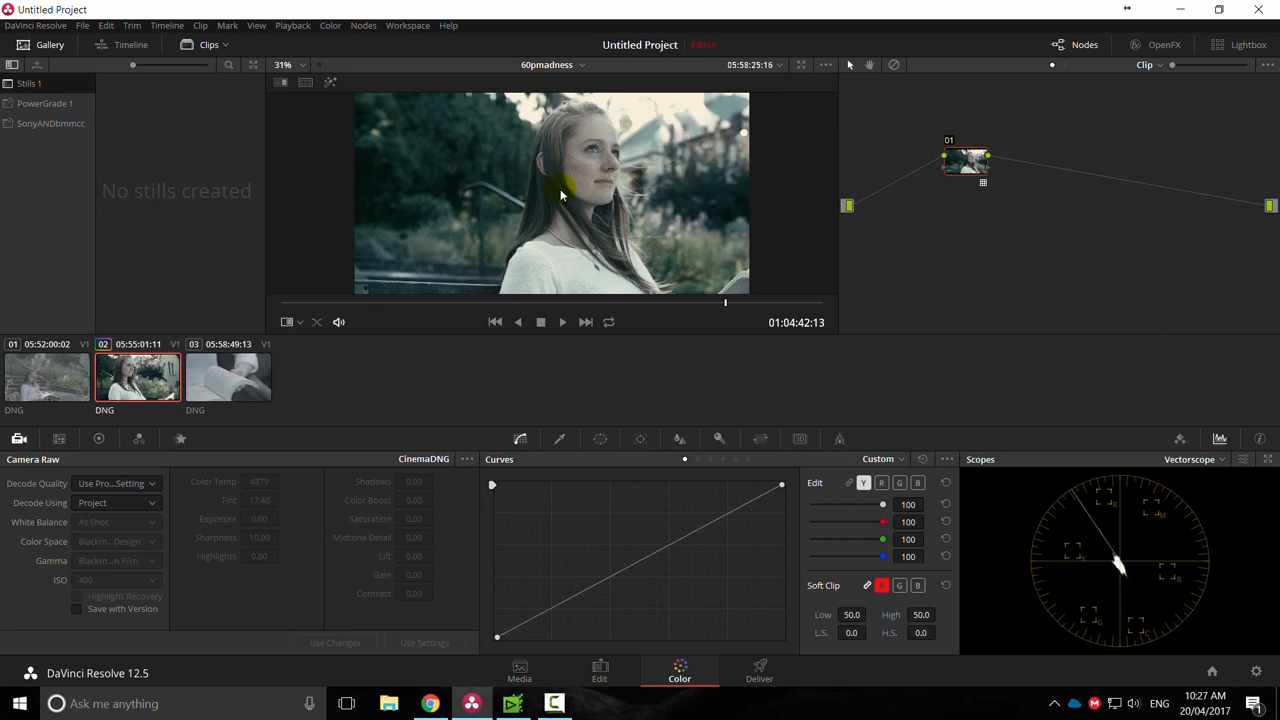 Untitled Project
DaVinci Resolve File Edit Trim Timeline Clip Mark View Playback Color Nodes Workspace Help
Gallery Timeline Clips Untitled Project Edited Nodes OpenFX Lightbox
31% 60pmadness 05:58:25:16 Clip
Stills 1
PowerGrade 1
SonyANDbmmcc
No stills created
01
01:04:42:13
01 05:52:00:02 V1 02 05:55:01:11 V1 03 05:58:49:13 V1
DNG DNG DNG
Camera Raw CinemaDNG Curves Custom Scopes Vectorscope
Decode Quality Use Pro...Setting Color Temp 4879 Shadows 0.00 Edit Y R G B
Decode Using Project Tint 17.40 Color Boost 0.00 100
White Balance As Shot Exposure 0.00 Saturation 0.00 100
Color Space Blackm...Design Sharpness 10.00 Midtone Detail 0.00 100
Gamma Blackm...n Film Highlights 0.00 Lift 0.00 100
ISO 400 Gain 0.00 Soft Clip R G B
Highlight Recovery Contrast 0.00
Save with Version Low 50.0 High 50.0
L.S. 0.0 H.S. 0.0
Use Changes Use Settings
R M Y B G
DaVinci Resolve 12.5 Media Edit Color Deliver
Ask me anything ENG 10:27 AM
20/04/2017